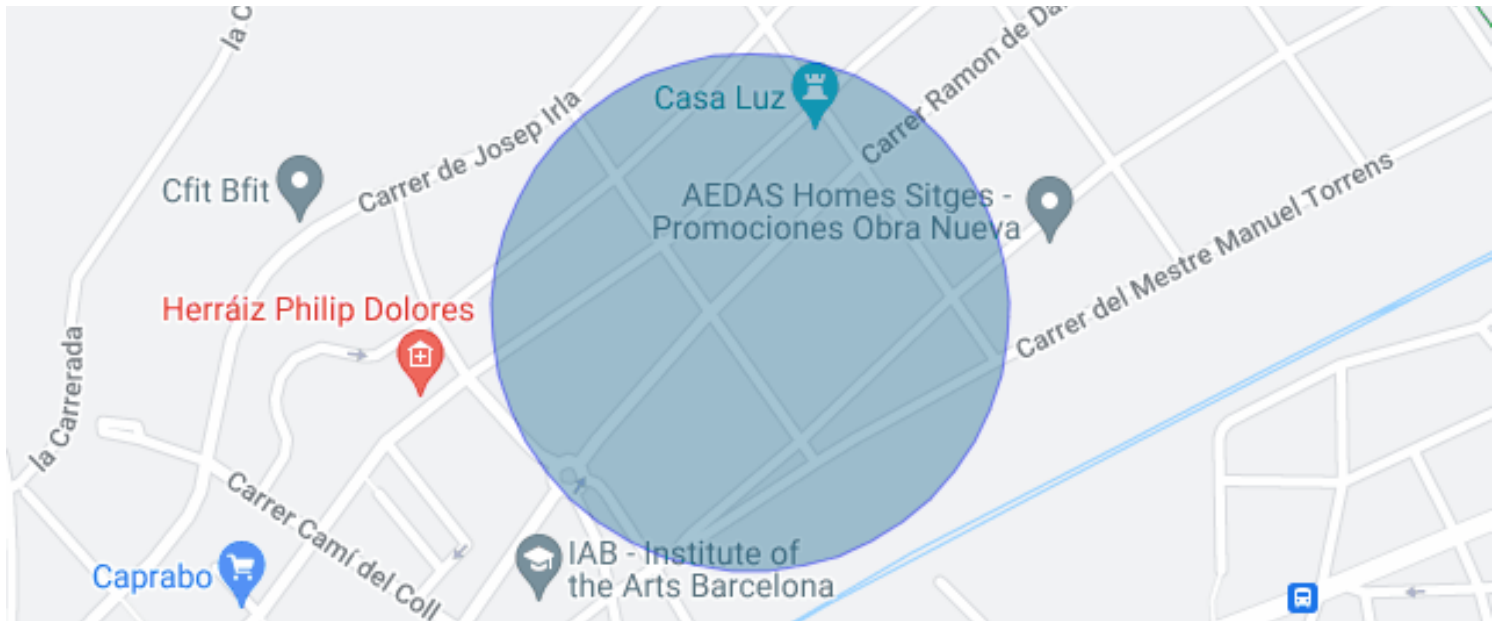 la C
Casa Luz
Carrer Ramon de Da
Carrer de Josep Irla
Cfit Bfit
AEDAS Homes Sitges -
Promociones Obra Nueva
Carrer del Mestre Manuel Torrens
Herráiz Philip Dolores
la Carrerada
Carrer Camí del Coll
Caprabo
IAB - Institute of
the Arts Barcelona